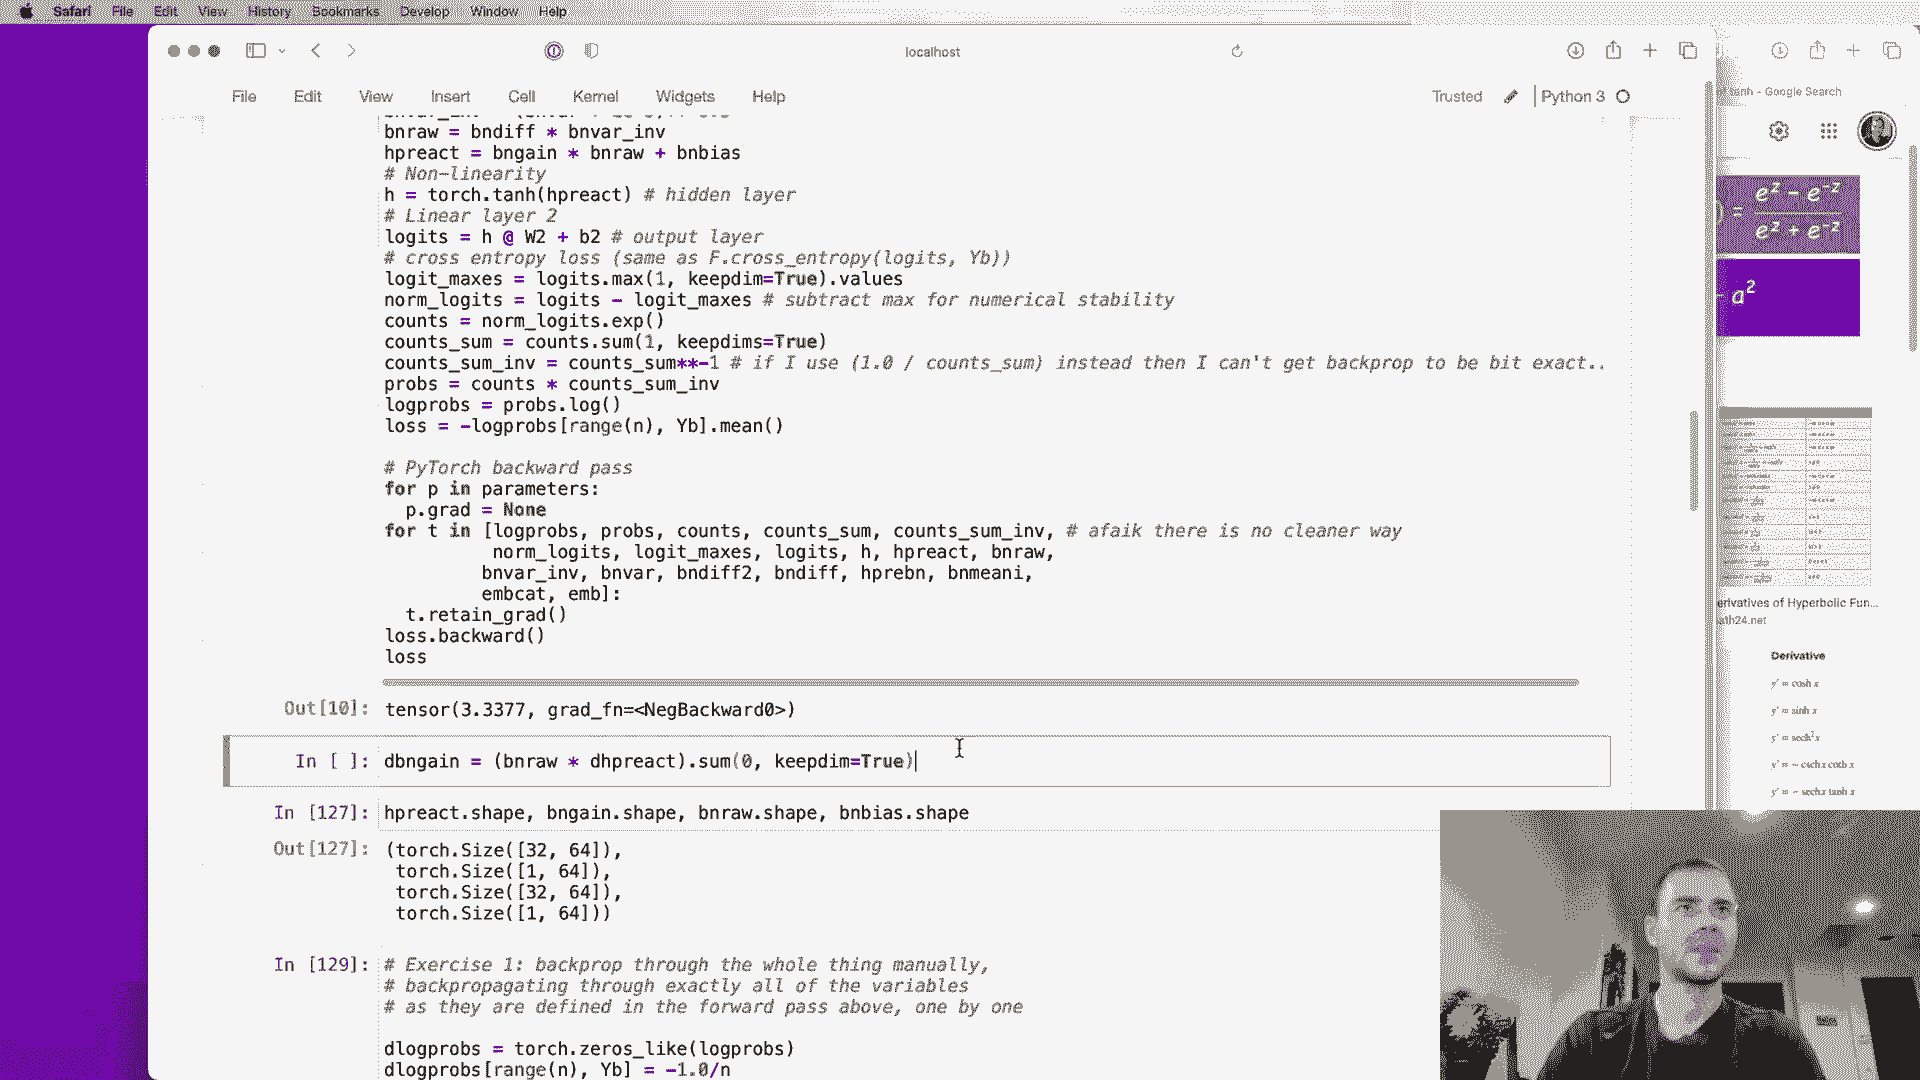 Safari File Edit View History Bookmarks Develop Window Help
localhost
File Edit View Insert Cell Kernel Widgets Help
Trusted Python 3
bnraw = bndiff * bnvar_inv
hpreact = bngain * bnraw + bnbias
# Non-linearity
h = torch.tanh(hpreact) # hidden layer
# Linear layer 2
logits = h @ W2 + b2 # output layer
# cross entropy loss (same as F.cross_entropy(logits, Yb))
logit_maxes = logits.max(1, keepdim=True).values
norm_logits = logits - logit_maxes # subtract max for numerical stability
counts = norm_logits.exp()
counts_sum = counts.sum(1, keepdims=True)
counts_sum_inv = counts_sum**-1 # if I use (1.0 / counts_sum) instead then I can't get backprop to be bit exact..
probs = counts * counts_sum_inv
logprobs = probs.log()
loss = -logprobs[range(n), Yb].mean()
# PyTorch backward pass
for p in parameters:
p.grad = None
for t in [logprobs, probs, counts, counts_sum, counts_sum_inv, # afaik there is no cleaner way
norm_logits, logit_maxes, logits, h, hpreact, bnraw,
bnvar_inv, bnvar, bndiff2, bndiff, hprebn, bnmeani,
embcat, emb]:
t.retain_grad()
loss.backward()
loss
Out[10]: tensor(3.3377, grad_fn=<NegBackward0>)
In [ ]: dbngain = (bnraw * dhpreact).sum(0, keepdim=True)
In [127]: hpreact.shape, bngain.shape, bnraw.shape, bnbias.shape
Out[127]: (torch.Size([32, 64]),
torch.Size([1, 64]),
torch.Size([32, 64]),
torch.Size([1, 64]))
In [129]: # Exercise 1: backprop through the whole thing manually,
# backpropagating through exactly all of the variables
# as they are defined in the forward pass above, one by one
dlogprobs = torch.zeros_like(logprobs)
dlogprobs[range(n), Yb] = -1.0/n
tanh - Google Search
= e^z - e^-z / e^z + e^-z
- a²
erivatives of Hyperbolic Fun...
ath24.net
Derivative
y' = cosh x
y' = sinh x
y' = sech² x
y' = - csch x coth x
y' = - sech x tanh x